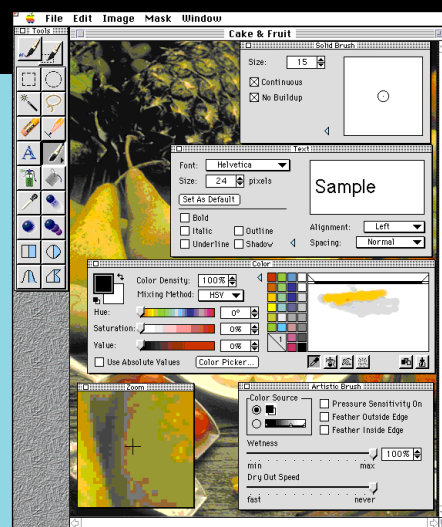 File Edit Image Mask Window
Tools
Cake & Fruit
Solid Brush
Size: 15
Continuous
No Buildup
Text
Font: Helvetica
Size: 24 pixels
Set As Default
Bold
Italic Outline
Underline Shadow
Sample
Alignment: Left
Spacing: Normal
A
Color
Color Density: 100%
Mixing Method: HSV
Hue: 0°
Saturation: 0%
Value: 0%
Use Absolute Values Color Picker...
Zoom
Artistic Brush
Color Source
Pressure Sensitivity On
Feather Outside Edge
Feather Inside Edge
Wetness
100%
min max
Dry Out Speed
fast never